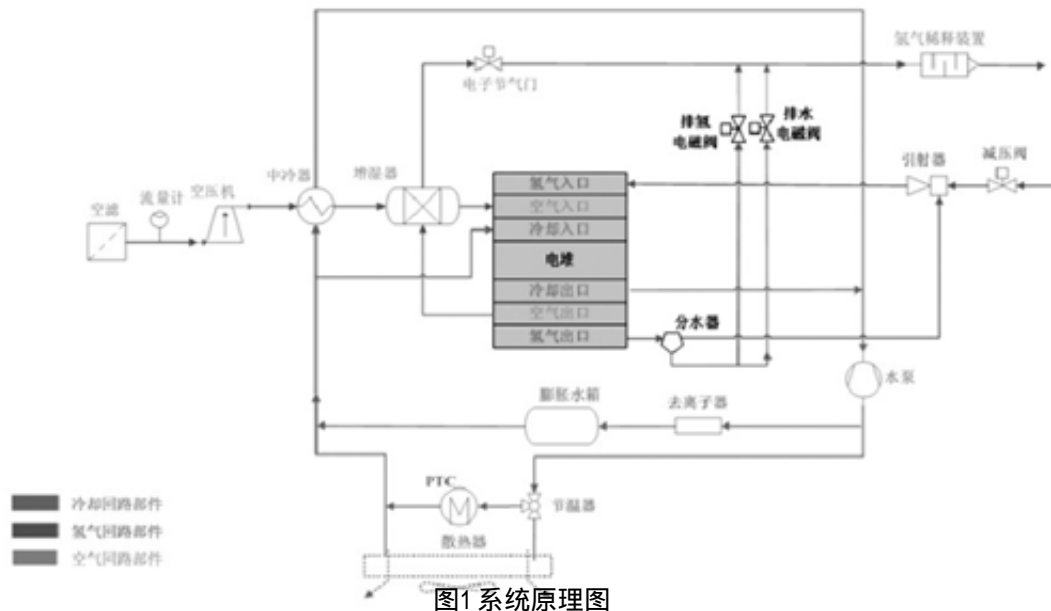 氢气稀释装置
电子节气门
排氢
电磁阀
排水
电磁阀
引射器
减压阀
中冷器
增湿器
空压机
流量计
空滤
氢气入口
空气入口
冷却入口
电堆
冷却出口
空气出口
氢气出口
分水器
水泵
膨胀水箱
去离子器
PTC
节温器
散热器
冷却回路部件
氢气回路部件
空气回路部件
图1 系统原理图